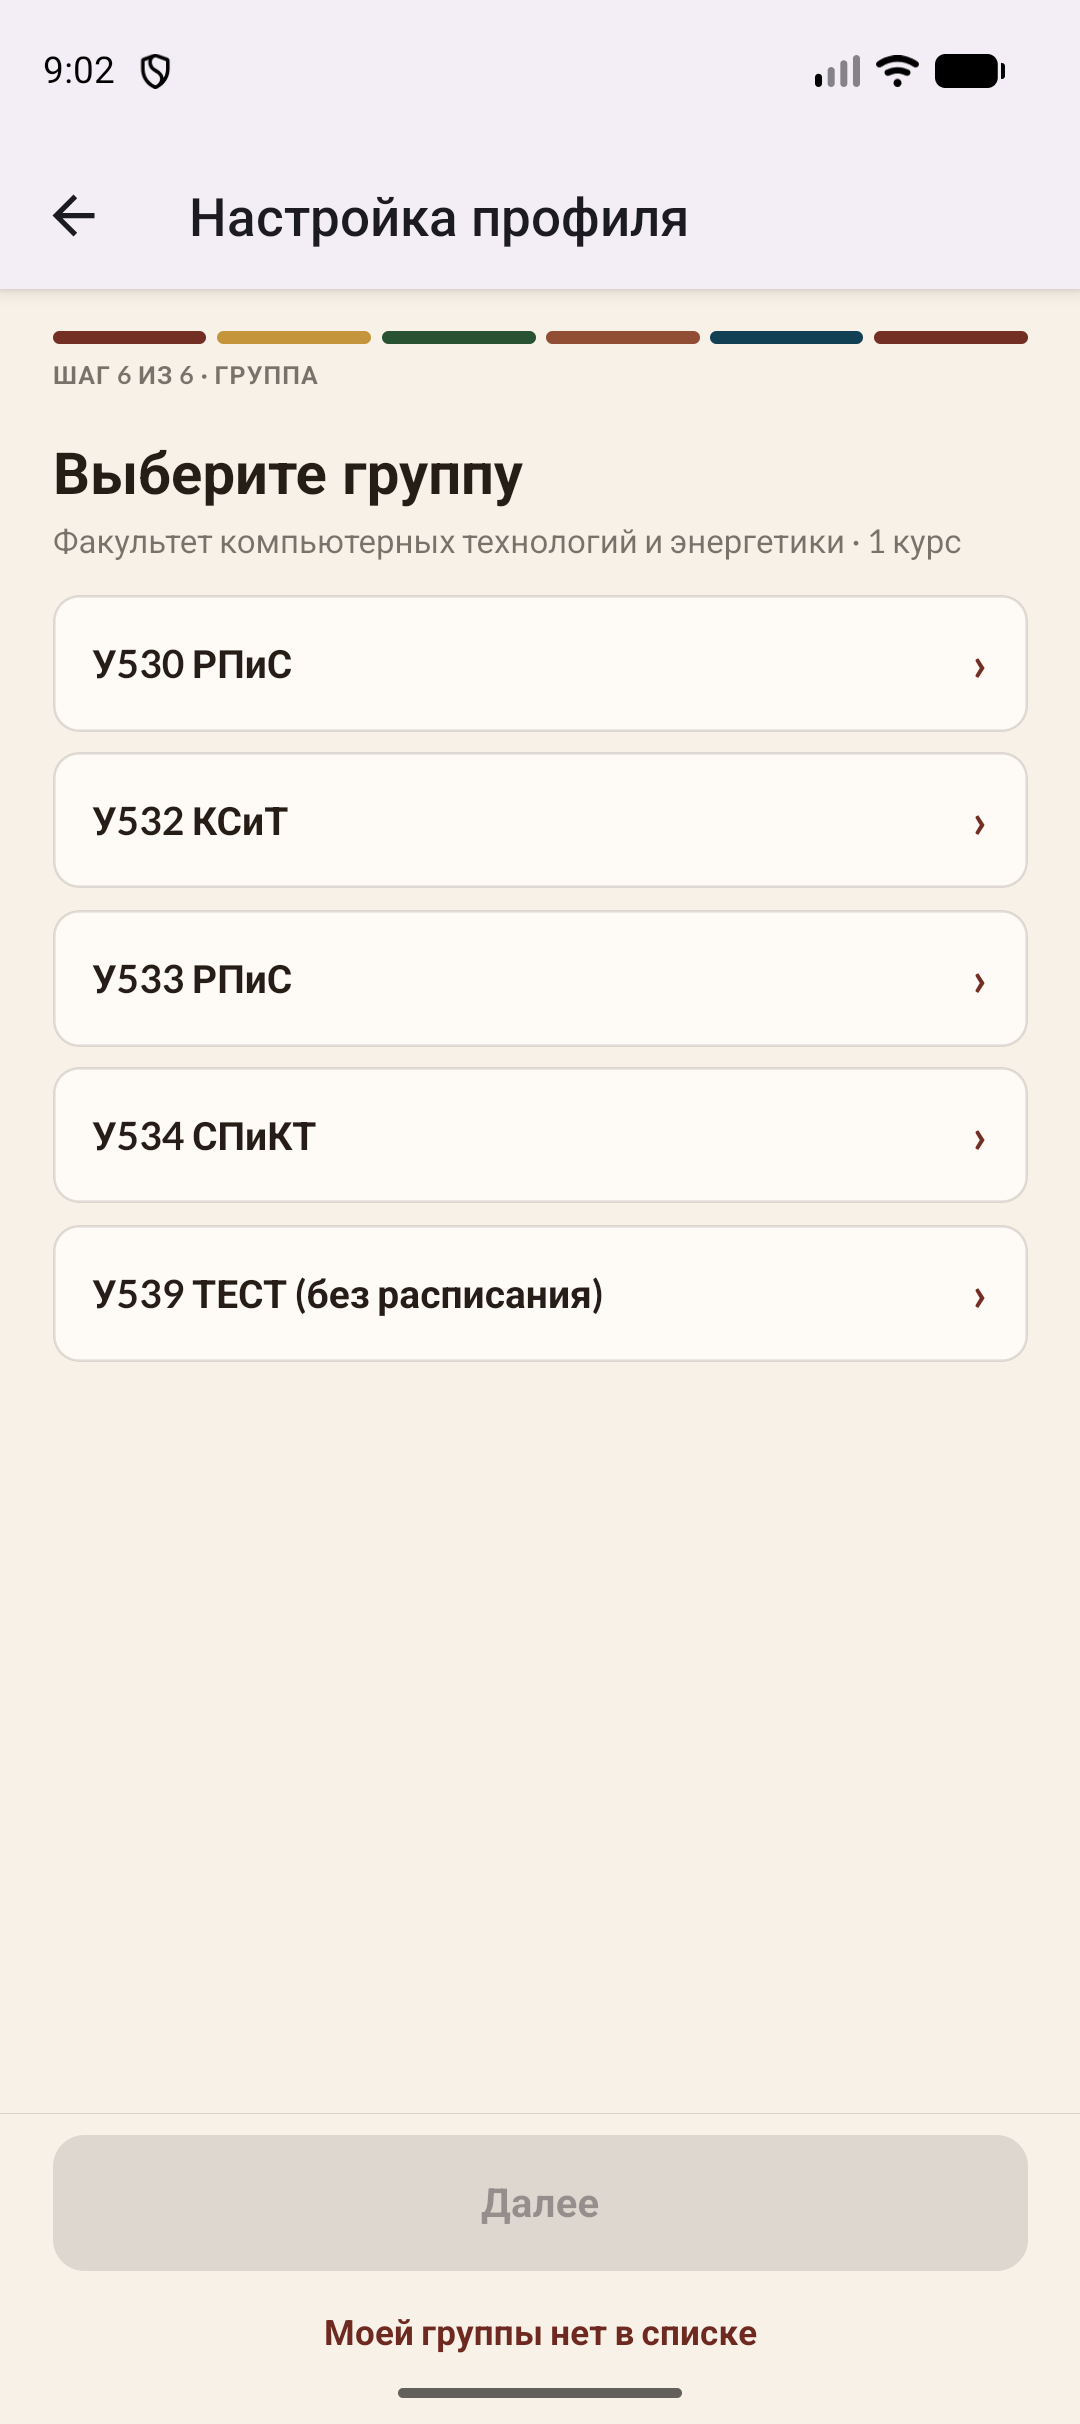 9:02
Настройка профиля
ШАГ 6 ИЗ 6 · ГРУППА
Выберите группу
Факультет компьютерных технологий и энергетики · 1 курс
У530 РПиС
У532 КСиТ
У533 РПиС
У534 СПиКТ
У539 ТЕСТ (без расписания)
Далее
Моей группы нет в списке